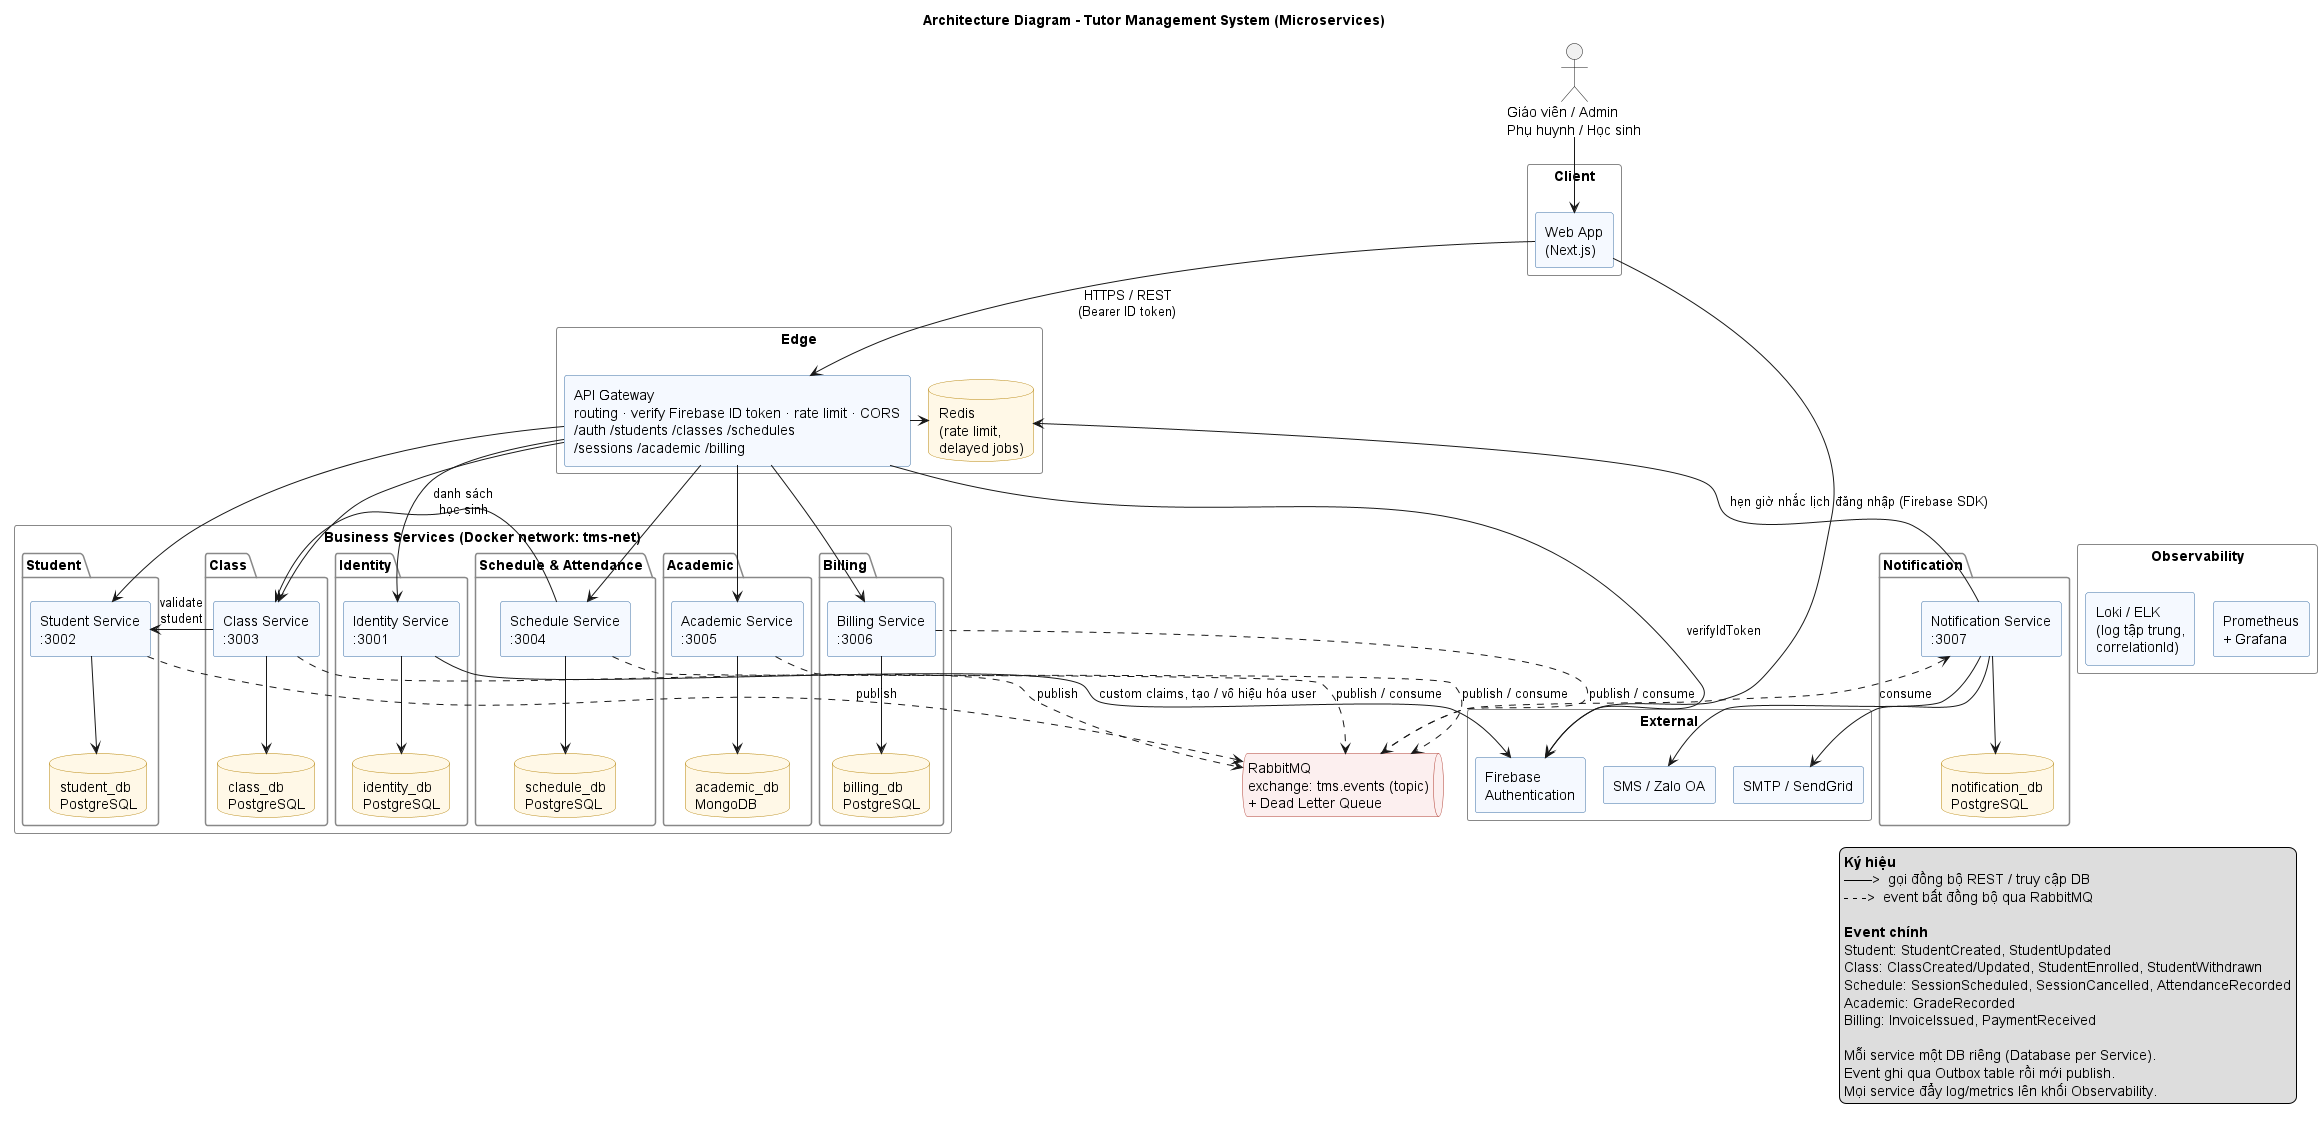 Architecture Diagram - Tutor Management System (Microservices)
Giáo viên / Admin
Phụ huynh / Học sinh
Client
Web App
(Next.js)
HTTPS / REST
(Bearer ID token)
Edge
API Gateway
routing · verify Firebase ID token · rate limit · CORS
/auth /students /classes /schedules
/sessions /academic /billing
Redis
(rate limit,
delayed jobs)
danh sách
học sinh
hẹn giờ nhắc lịch
đăng nhập (Firebase SDK)
Business Services (Docker network: tms-net)
Student
Class
Identity
Schedule & Attendance
Academic
Billing
Notification
Observability
Student Service
:3002
validate
student
Class Service
:3003
Identity Service
:3001
Schedule Service
:3004
Academic Service
:3005
Billing Service
:3006
verifyIdToken
Notification Service
:3007
Loki / ELK
(log tập trung,
correlationId)
Prometheus
+ Grafana
publish
publish
custom claims, tạo / vô hiệu hóa user
publish / consume
publish / consume
publish / consume
consume
External
student_db
PostgreSQL
class_db
PostgreSQL
identity_db
PostgreSQL
schedule_db
PostgreSQL
academic_db
MongoDB
billing_db
PostgreSQL
RabbitMQ
exchange: tms.events (topic)
+ Dead Letter Queue
Firebase
Authentication
SMS / Zalo OA
SMTP / SendGrid
notification_db
PostgreSQL
Ký hiệu
——> gọi đồng bộ REST / truy cập DB
- - -> event bất đồng bộ qua RabbitMQ
Event chính
Student: StudentCreated, StudentUpdated
Class: ClassCreated/Updated, StudentEnrolled, StudentWithdrawn
Schedule: SessionScheduled, SessionCancelled, AttendanceRecorded
Academic: GradeRecorded
Billing: InvoiceIssued, PaymentReceived
Mỗi service một DB riêng (Database per Service).
Event ghi qua Outbox table rồi mới publish.
Mọi service đẩy log/metrics lên khối Observability.